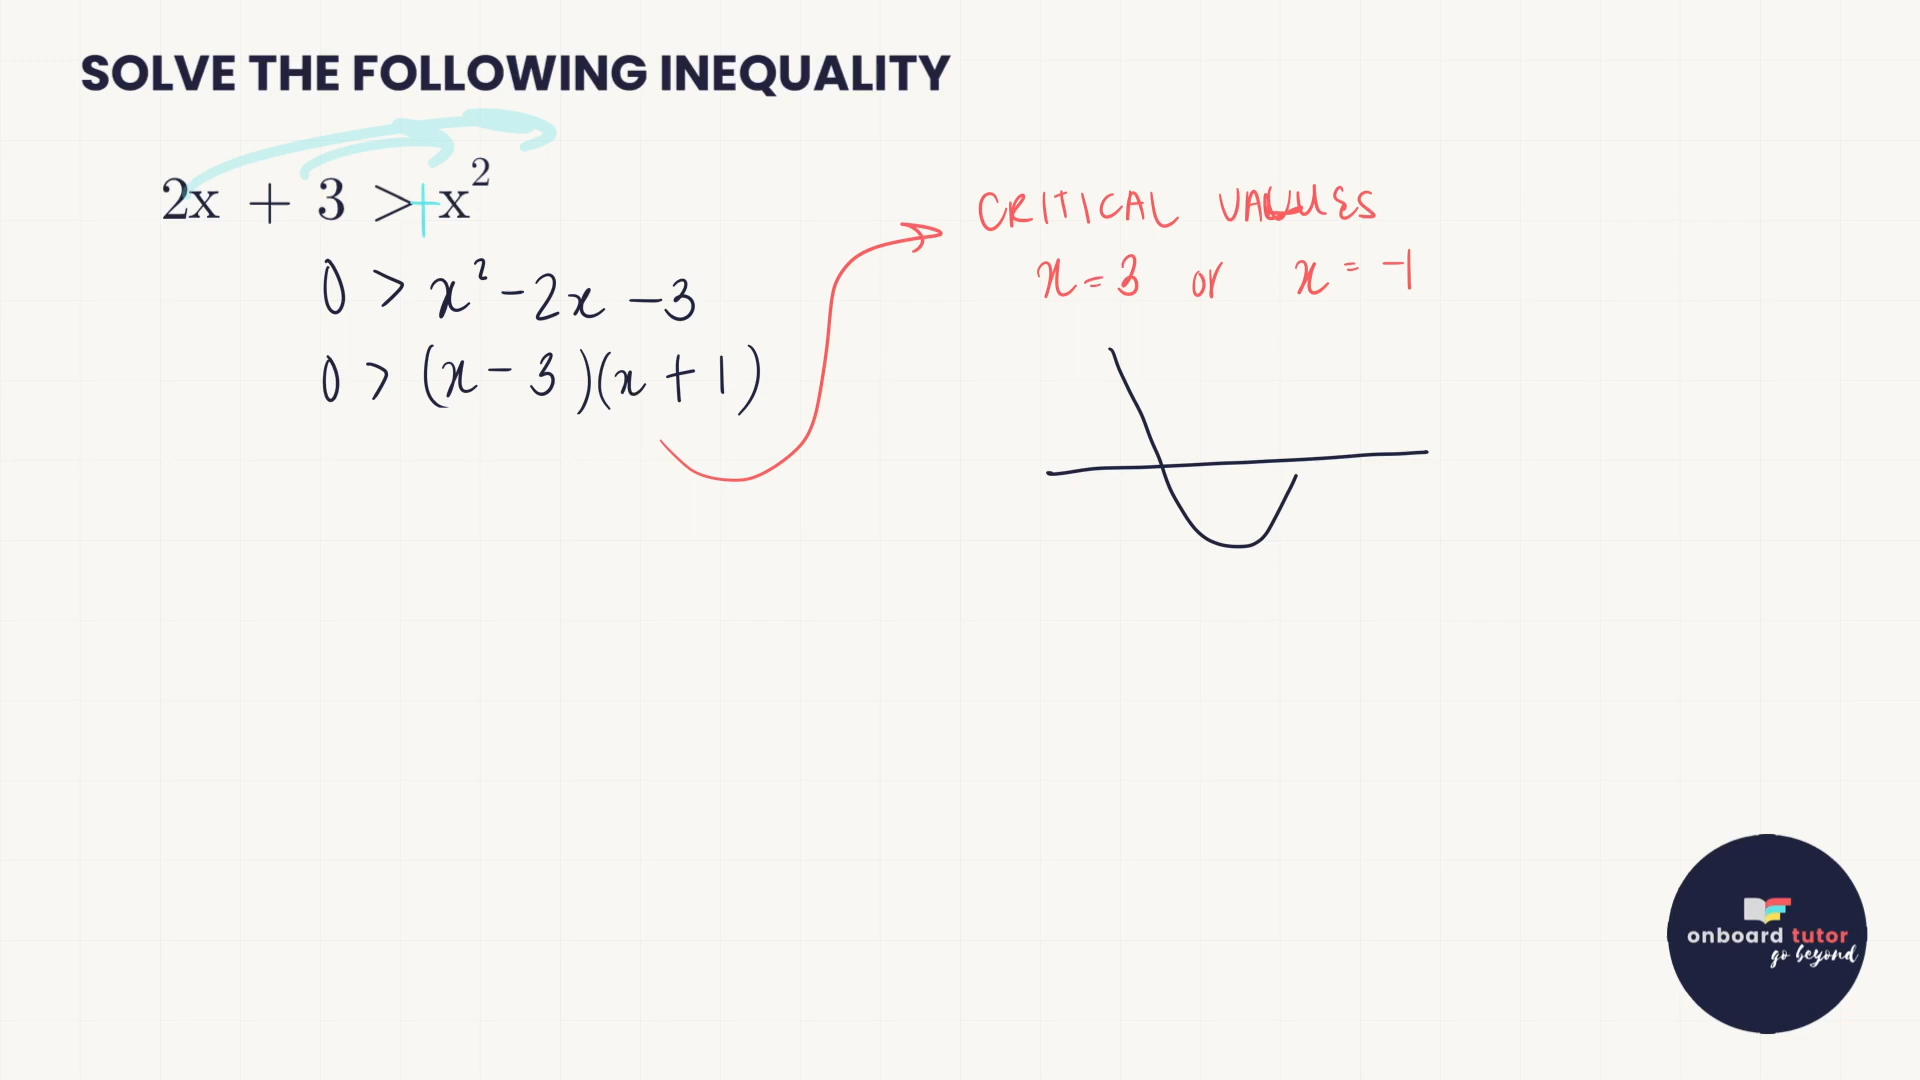 SOLVE THE FOLLOWING INEQUALITY
2x + 3 >+x²
0 > x² - 2x - 3
0 > (x - 3)(x + 1)
CRITICAL VALUES
x = 3 or x = -1
onboard tutor
go beyond